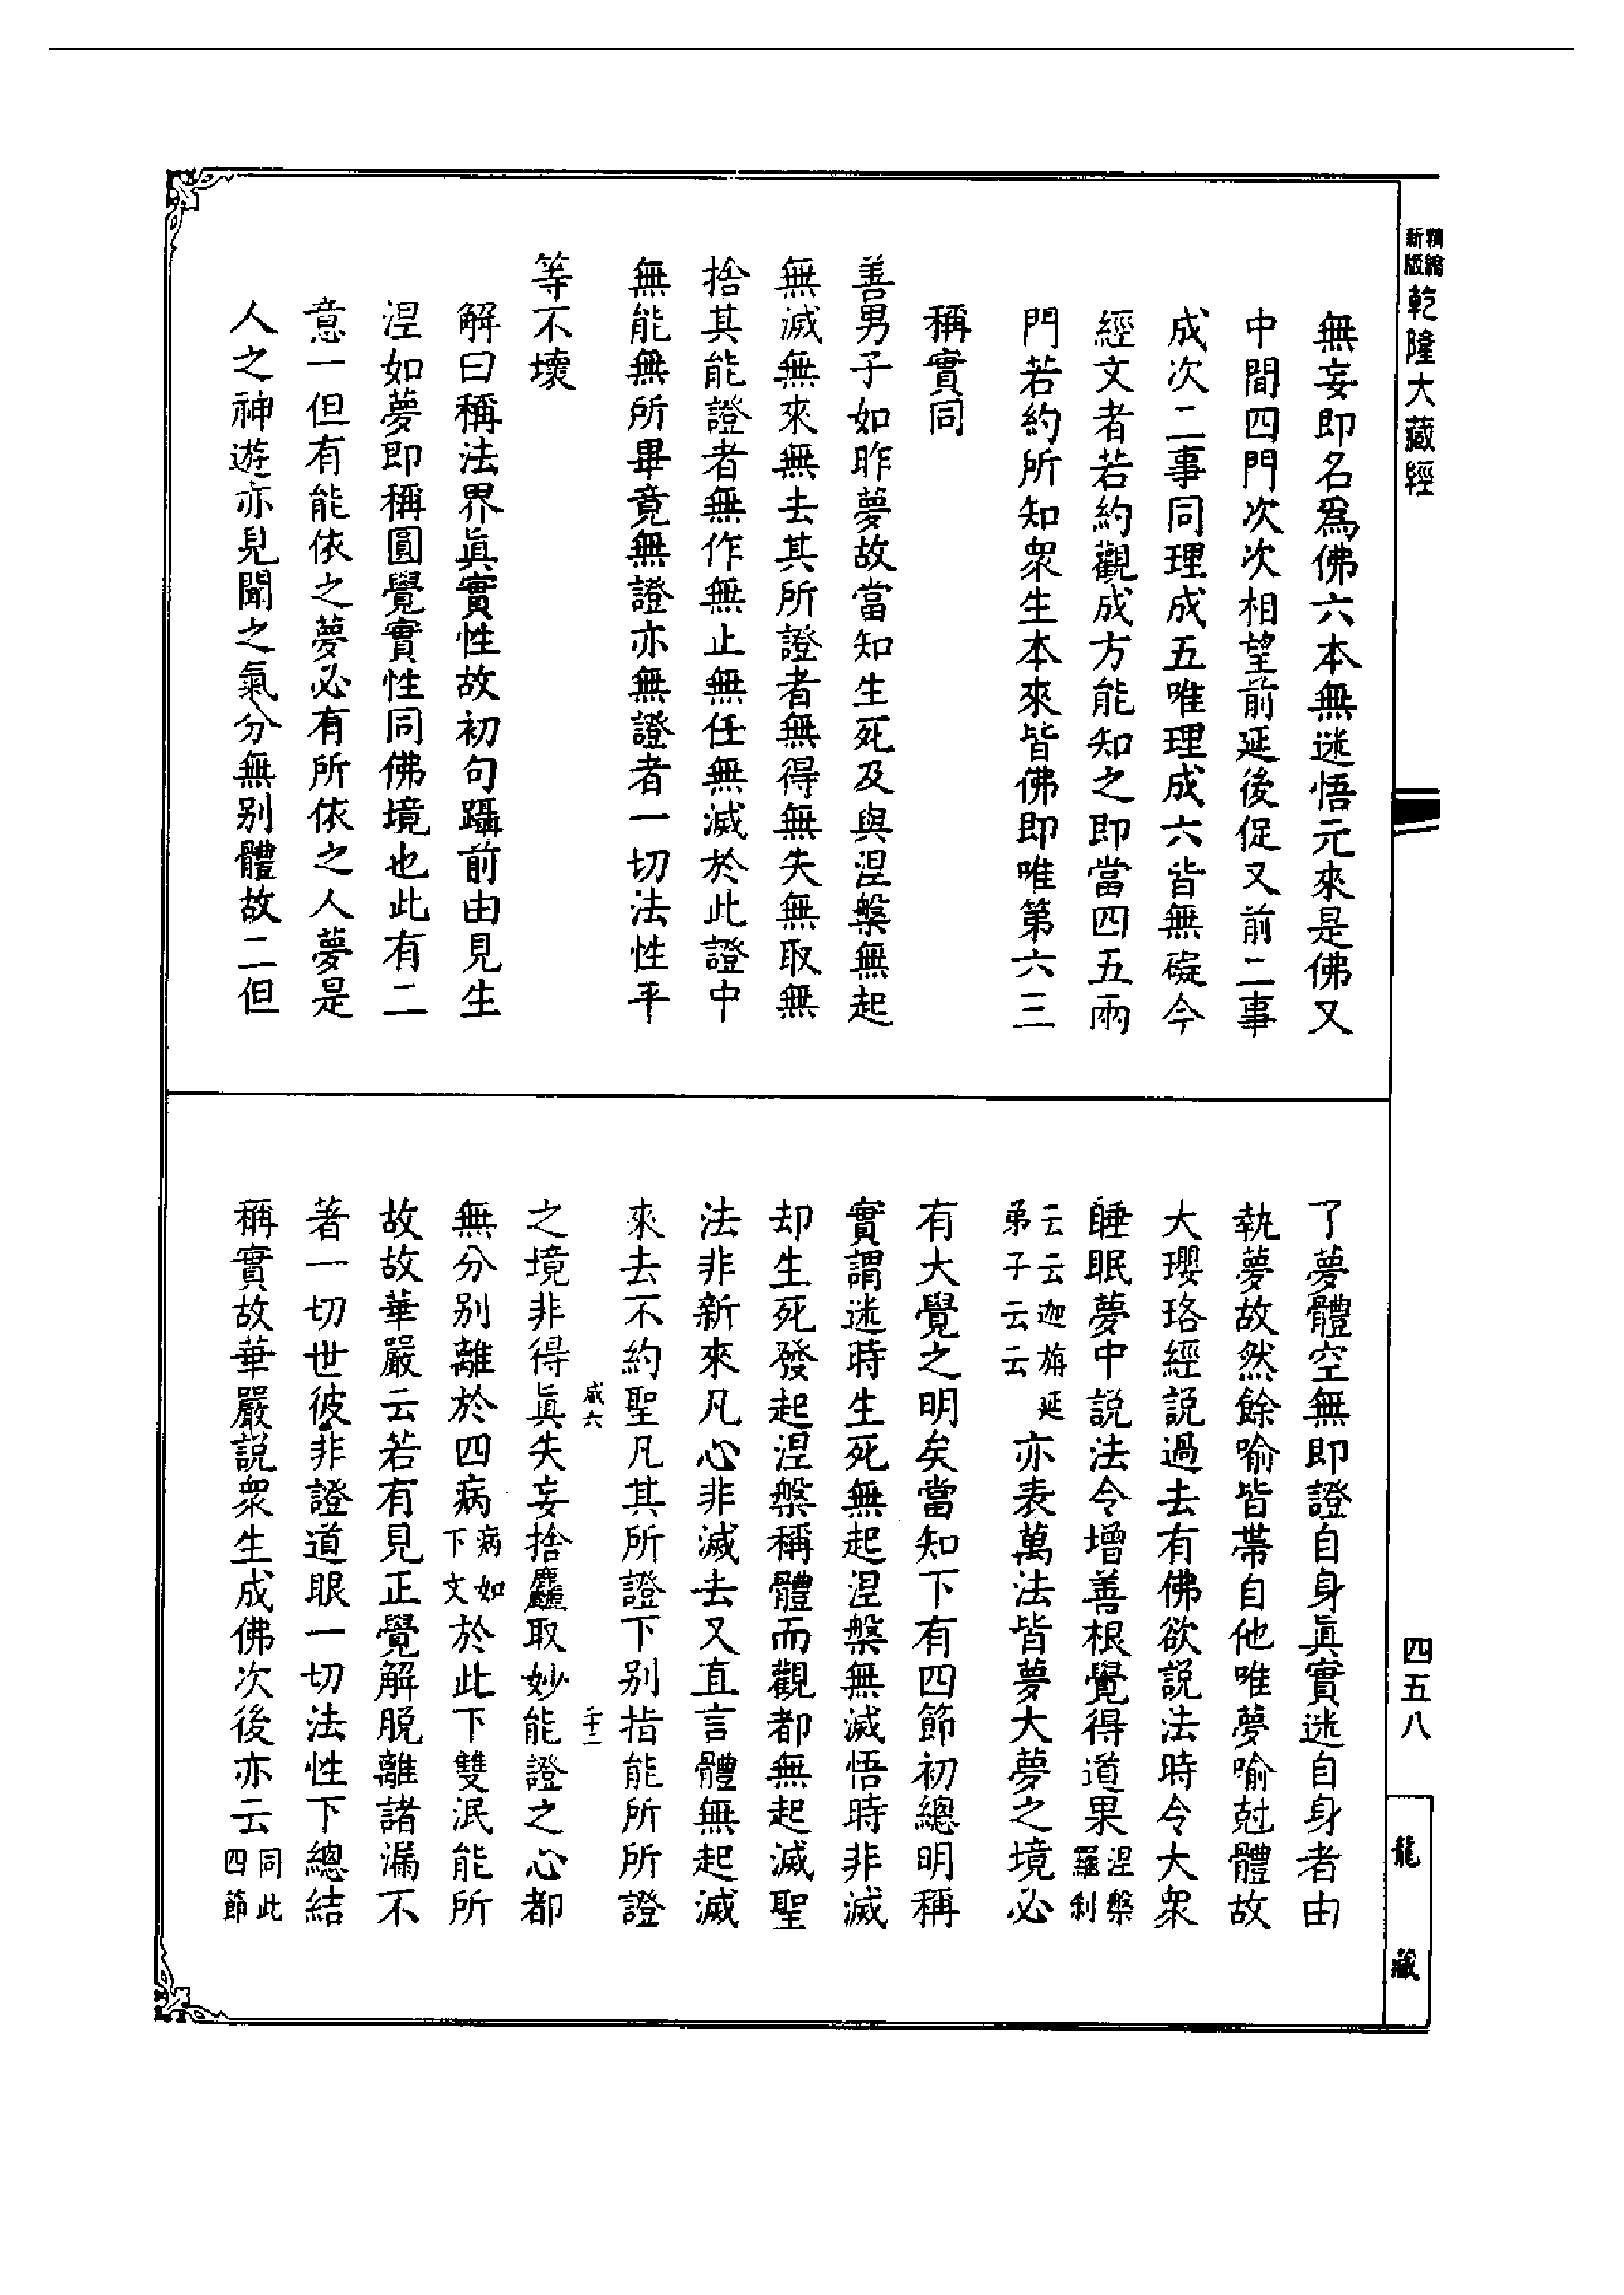 精縮新版乾隆大藏經
無妄即名為佛六本無迷悟元來是佛又
中間四門次次相望前延後促又前二事
成次二事同理成五唯理成六皆無礙今
經文者若約觀成方能知之即當四五兩
門若約所知衆生本來皆佛即唯第六三
稱實同
善男子如昨夢故當知生死及與涅槃無起
無滅無來無去其所證者無得無失無取無
捨其能證者無作無止無任無滅於此證中
無能無所畢竟無證亦無證者一切法性平
等不壞
解曰稱法界眞實性故初句躡前由見生
涅如夢即稱圓覺實性同佛境也此有二
意一但有能依之夢必有所依之人夢是
人之神遊亦見聞之氣分無別體故二但
了夢體空無即證自身眞實迷自身者由
執夢故然餘喻皆帶自他唯夢喻尅體故
大瓔珞經說過去有佛欲說法時令大衆
睡眠夢中說法令增善根覺得道果涅槃羅刹
云云迦旃延弟子云云亦表萬法皆夢大夢之境必
有大覺之明矣當知下有四節初總明稱
實謂迷時生死無起涅槃無滅悟時非滅
却生死發起涅槃稱體而觀都無起滅聖
法非新來凡心非滅去又直言體無起滅
來去不約聖凡其所證下別指能所所證
咸六 二十二
之境非得眞失妄捨麤取妙能證之心都
無分別離於四病病如下文於此下雙泯能所
故故華嚴云若有見正覺解脫離諸漏不
著一切世彼非證道眼一切法性下總結
稱實故華嚴說衆生成佛次後亦云同此四節
四五八
龍藏